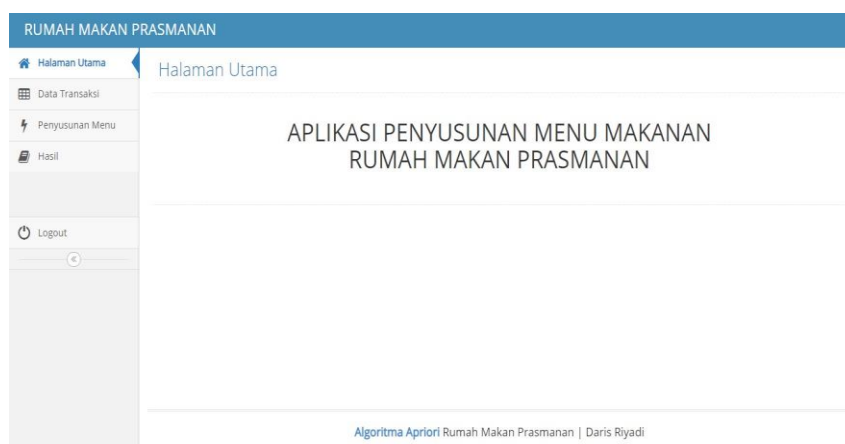 RUMAH MAKAN PRASMANAN
Halaman Utama
Data Transaksi
Penyusunan Menu
Hasil
Logout
Halaman Utama
APLIKASI PENYUSUNAN MENU MAKANAN
RUMAH MAKAN PRASMANAN
Algoritma Apriori Rumah Makan Prasmanan | Daris Riyadi